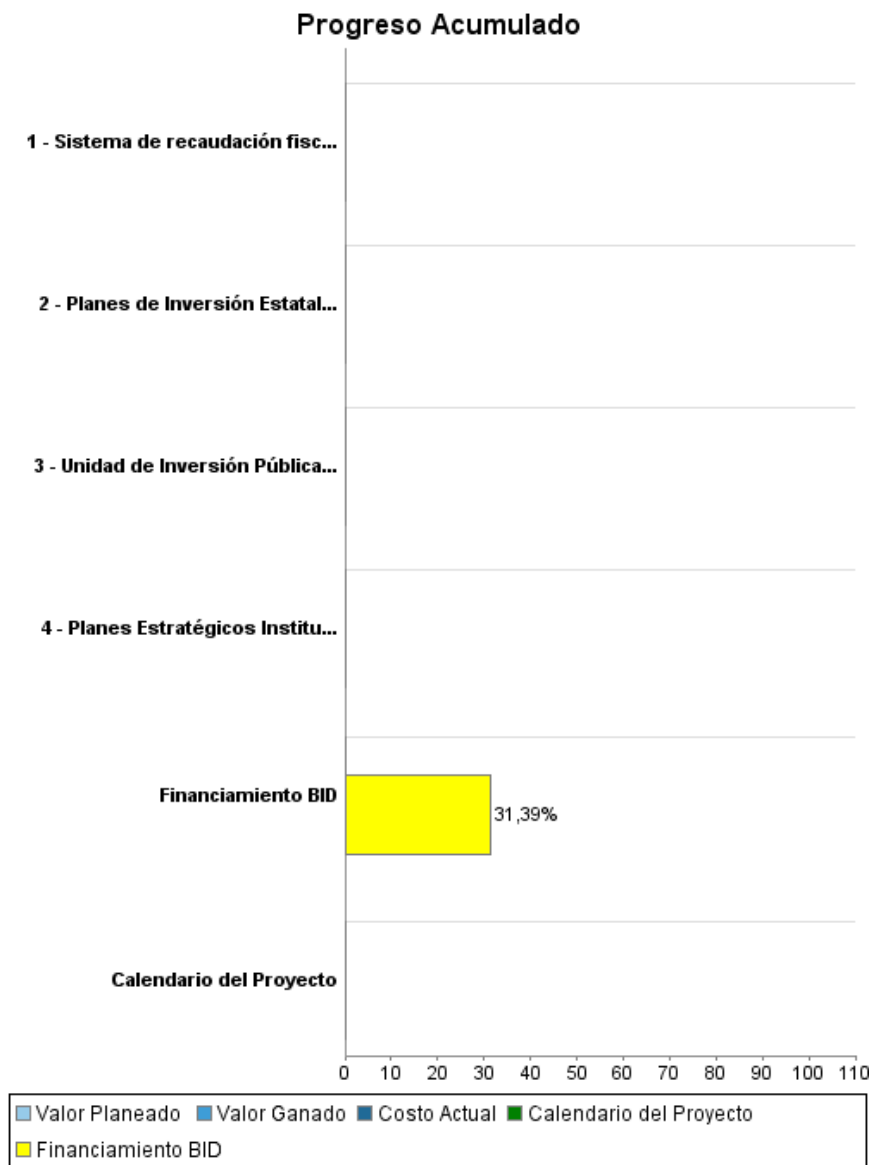 Progreso Acumulado
1 - Sistema de recaudación fisc...
2 - Planes de Inversión Estatal...
3 - Unidad de Inversión Pública...
4 - Planes Estratégicos Institu...
Financiamiento BID
31,39%
Calendario del Proyecto
0 10 20 30 40 50 60 70 80 90 100 110
Valor Planeado Valor Ganado Costo Actual Calendario del Proyecto
Financiamiento BID